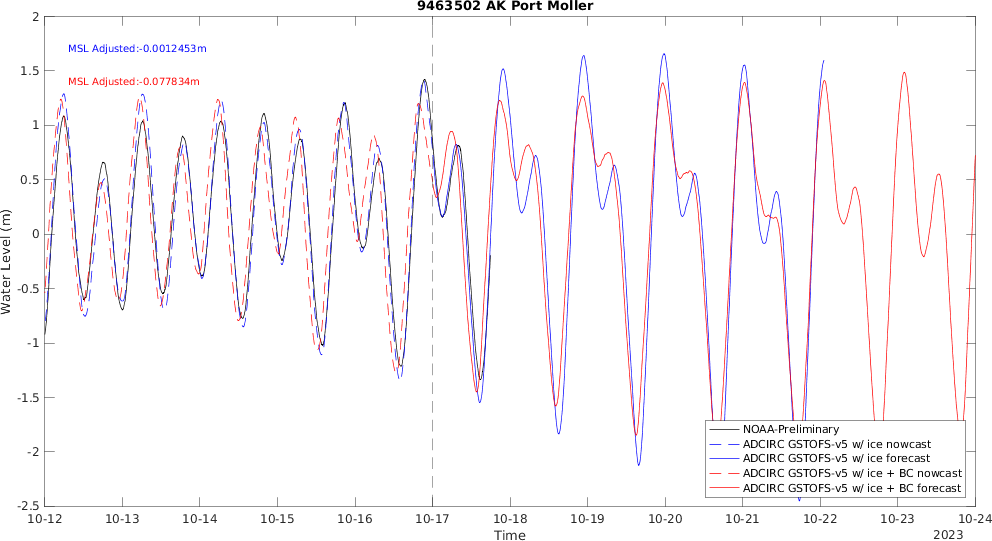 9463502 AK Port Moller
MSL Adjusted:-0.0012453m
MSL Adjusted:-0.077834m
Water Level (m)
2
1.5
1
0.5
0
-0.5
-1
-1.5
-2
-2.5
NOAA-Preliminary
ADCIRC GSTOFS-v5 w/ ice nowcast
ADCIRC GSTOFS-v5 w/ ice forecast
ADCIRC GSTOFS-v5 w/ ice + BC nowcast
ADCIRC GSTOFS-v5 w/ ice + BC forecast
10-12 10-13 10-14 10-15 10-16 10-17 10-18 10-19 10-20 10-21 10-22 10-23 10-24
Time
2023